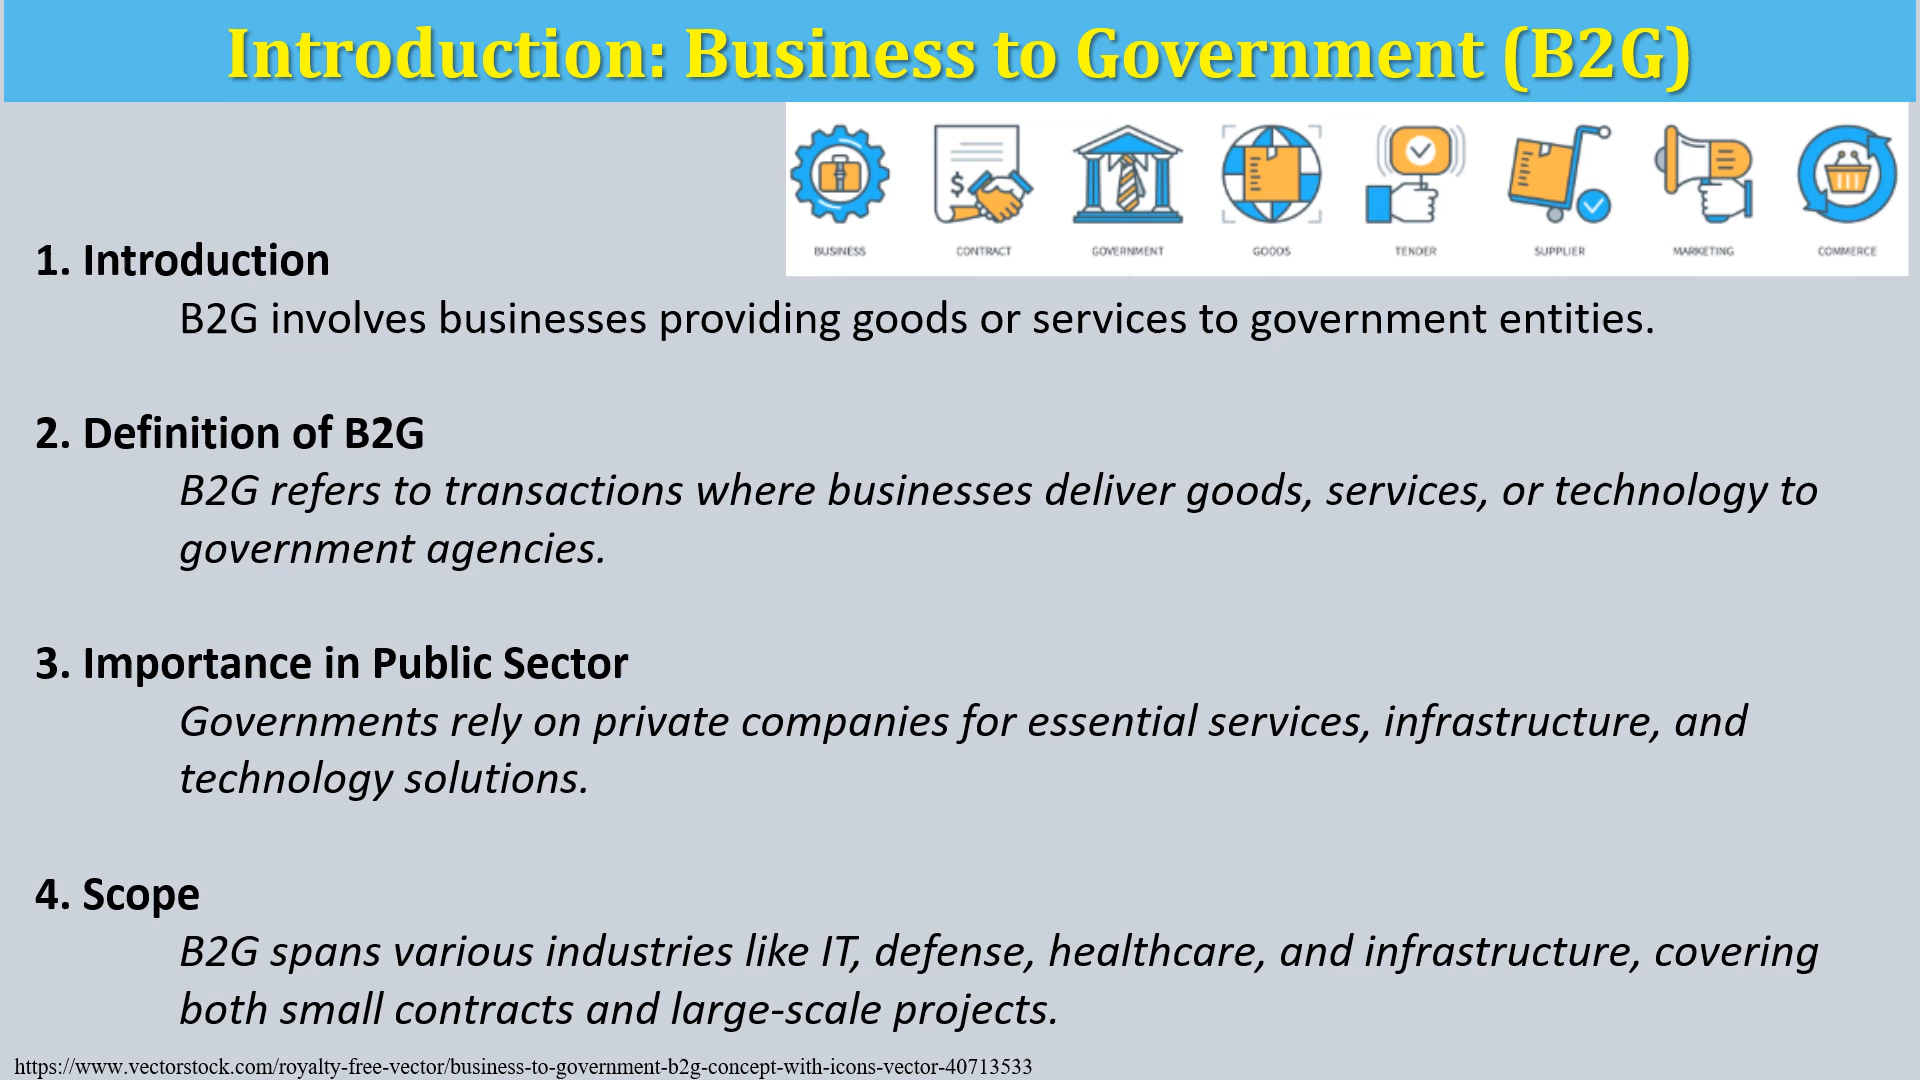 Introduction: Business to Government (B2G)
BUSINESS CONTRACT GOVERNMENT GOODS TENDER SUPPLIER MARKETING COMMERCE
$
1. Introduction
B2G involves businesses providing goods or services to government entities.
2. Definition of B2G
B2G refers to transactions where businesses deliver goods, services, or technology to
government agencies.
3. Importance in Public Sector
Governments rely on private companies for essential services, infrastructure, and
technology solutions.
4. Scope
B2G spans various industries like IT, defense, healthcare, and infrastructure, covering
both small contracts and large-scale projects.
https://www.vectorstock.com/royalty-free-vector/business-to-government-b2g-concept-with-icons-vector-40713533